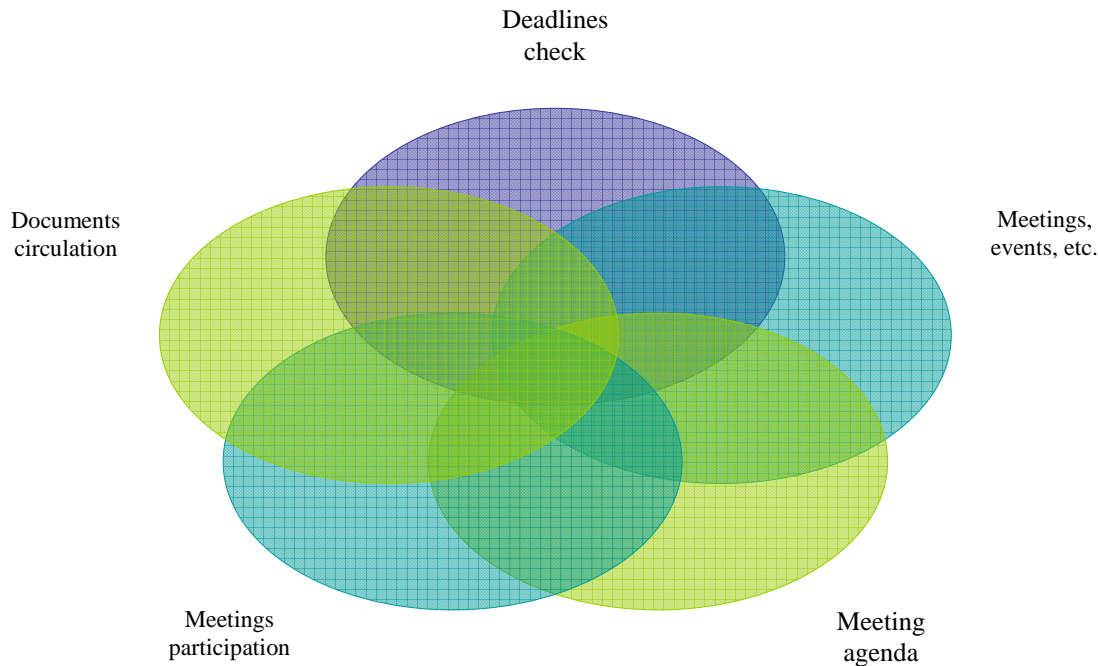 Deadlines
check
Documents
circulation
Meetings,
events, etc.
Meetings
participation
Meeting
agenda